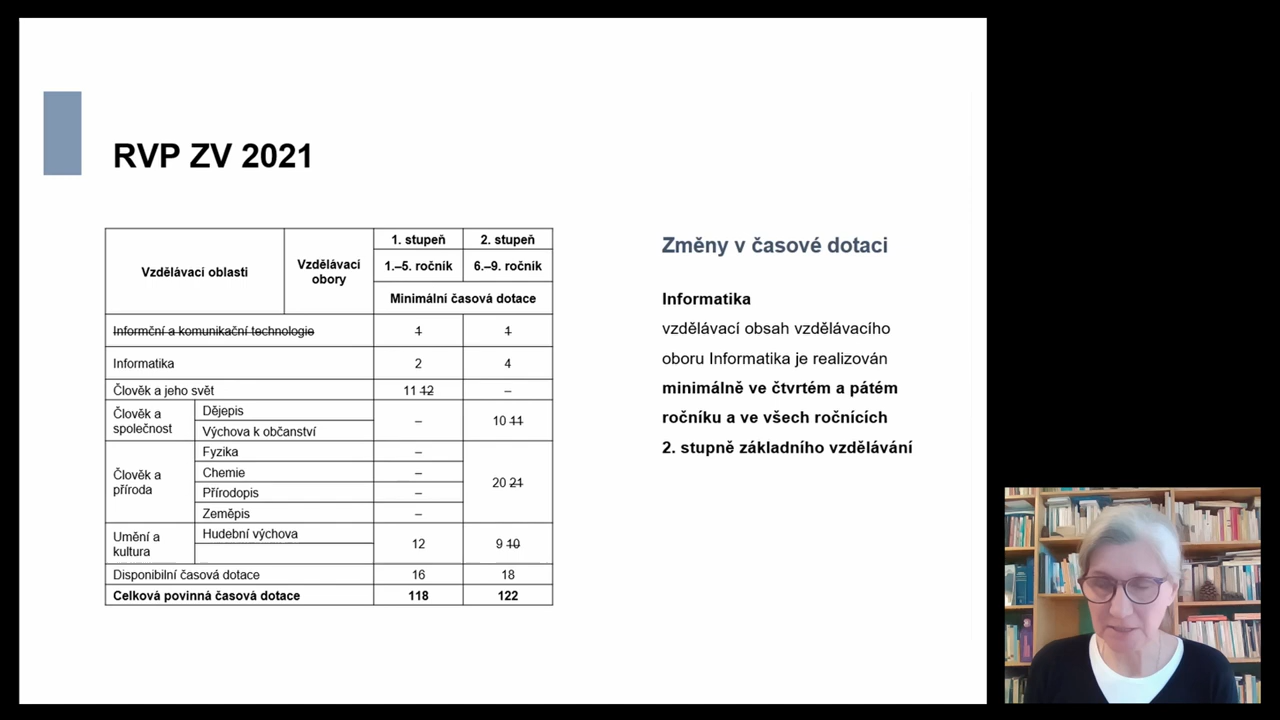 RVP ZV 2021
Vzdělávací oblasti
Vzdělávací obory
1. stupeň
2. stupeň
1.–5. ročník
6.–9. ročník
Minimální časová dotace
Informční a komunikační technologie 1 1
Informatika 2 4
Člověk a jeho svět 11 12 –
Člověk a společnost
Dějepis
Výchova k občanství
– 10 11
Člověk a příroda
Fyzika –
Chemie –
Přírodopis –
Zeměpis –
20 21
Umění a kultura
Hudební výchova
12 9 10
Disponibilní časová dotace 16 18
Celková povinná časová dotace 118 122
Změny v časové dotaci
Informatika
vzdělávací obsah vzdělávacího
oboru Informatika je realizován
minimálně ve čtvrtém a pátém
ročníku a ve všech ročnících
2. stupně základního vzdělávání